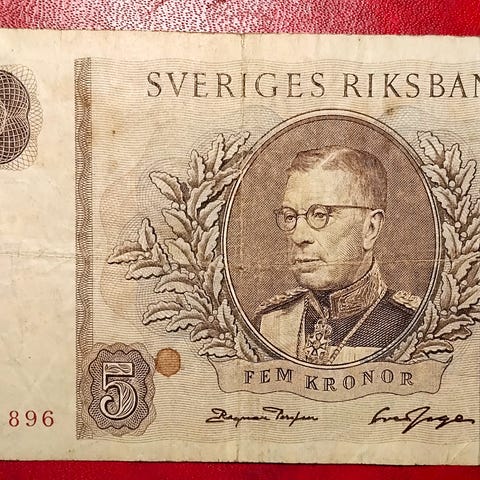 SVERIGES RIKSBAN
FEM KRONOR
5
896